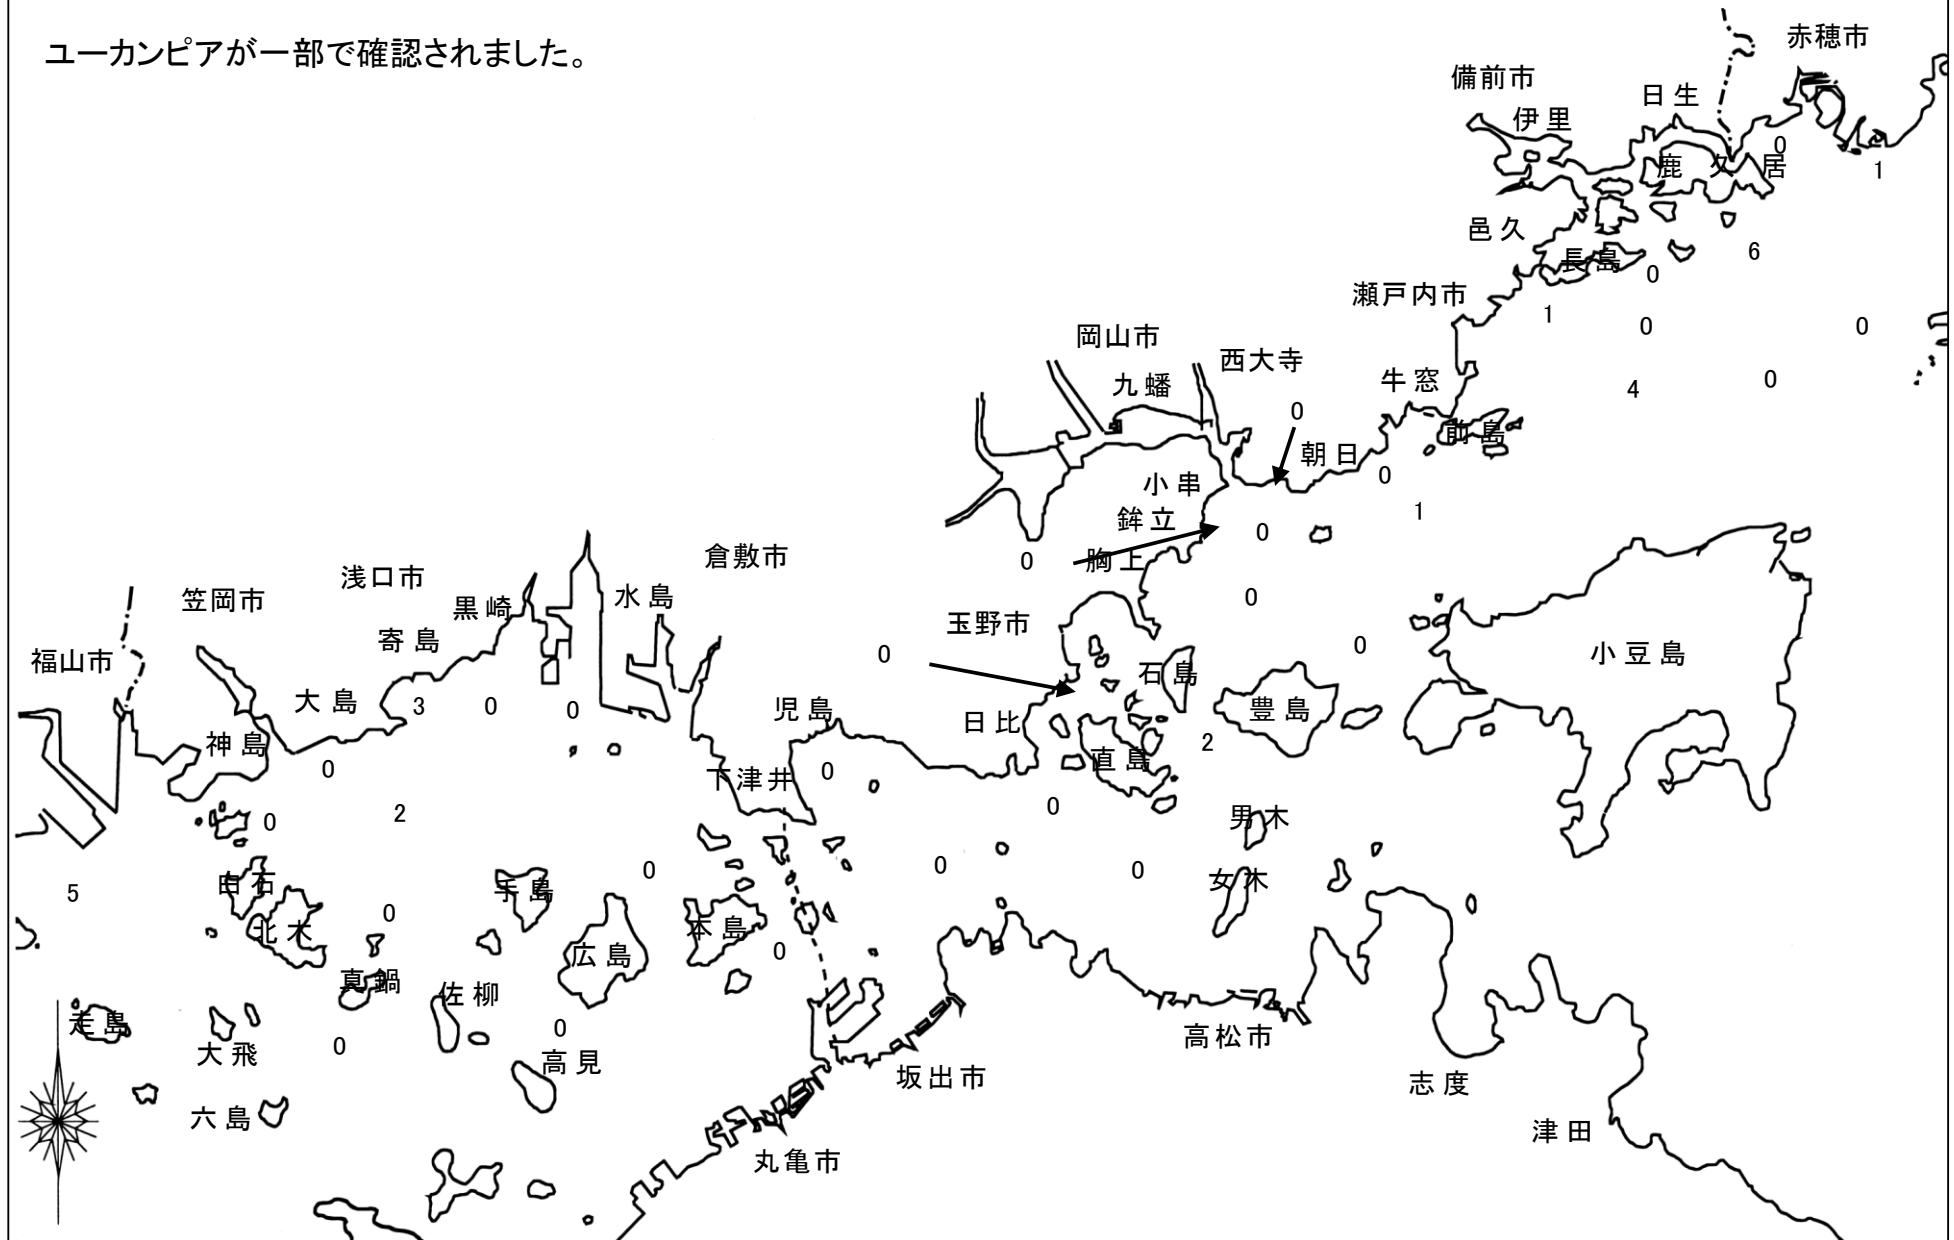 ユーカンピアが一部で確認されました。
赤穂市
備前市
日生
伊里
0
鹿 久 居
1
邑久
6
長島
0
瀬戸内市
1
0
0
岡山市
西大寺
九蟠
牛窓
0
4
0
前島
朝日
0
小串
1
鉾立
0
倉敷市
0
胸上
浅口市
笠岡市
黒崎
水島
0
玉野市
寄島
0
小豆島
福山市
0
石島
大島
3
0
0
児島
日比
豊島
神島
2
直島
0
下津井
0
0
2
0
男木
0
0
0
白石
手島
女木
5
0
北木
本島
広島
0
真鍋
佐柳
走島
0
高松市
大飛
0
高見
坂出市
志度
六島
津田
丸亀市